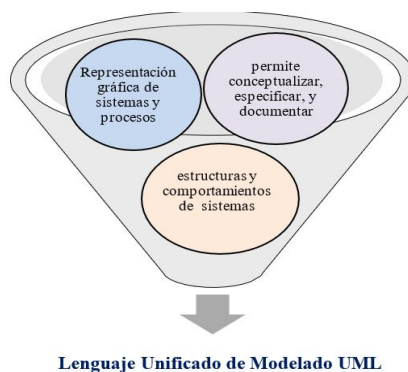 Representación
gráfica de
sistemas y
procesos
permite
conceptualizar,
especificar, y
documentar
estructuras y
comportamientos
de sistemas
Lenguaje Unificado de Modelado UML